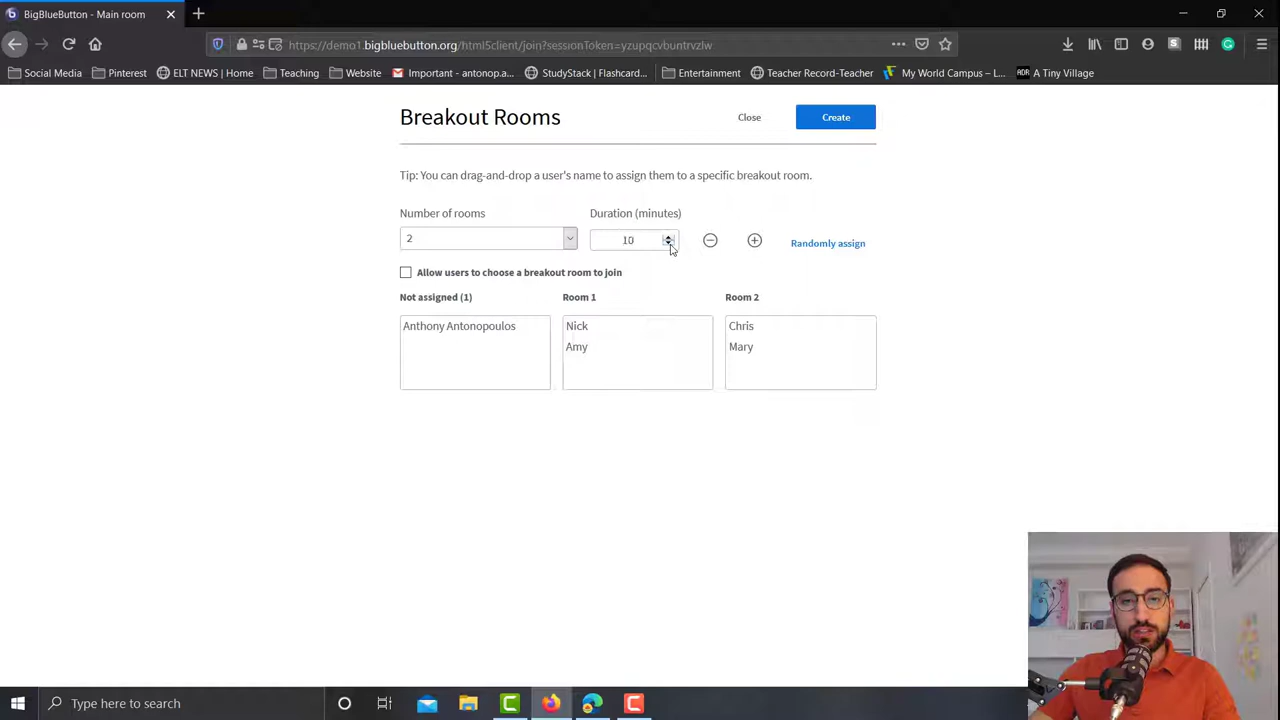 BigBlueButton - Main room
https://demo1.bigbluebutton.org/html5client/join?sessionToken=yzupqcvbuntrvzlw
Social Media
Pinterest
ELT NEWS | Home
Teaching
Website
Important - antonop.a...
StudyStack | Flashcard...
Entertainment
Teacher Record-Teacher
My World Campus – L...
ADR
A Tiny Village
Breakout Rooms
Close
Create
Tip: You can drag-and-drop a user's name to assign them to a specific breakout room.
Number of rooms
Duration (minutes)
2
10
Randomly assign
Allow users to choose a breakout room to join
Not assigned (1)
Room 1
Room 2
Anthony Antonopoulos
Nick
Chris
Amy
Mary
Type here to search